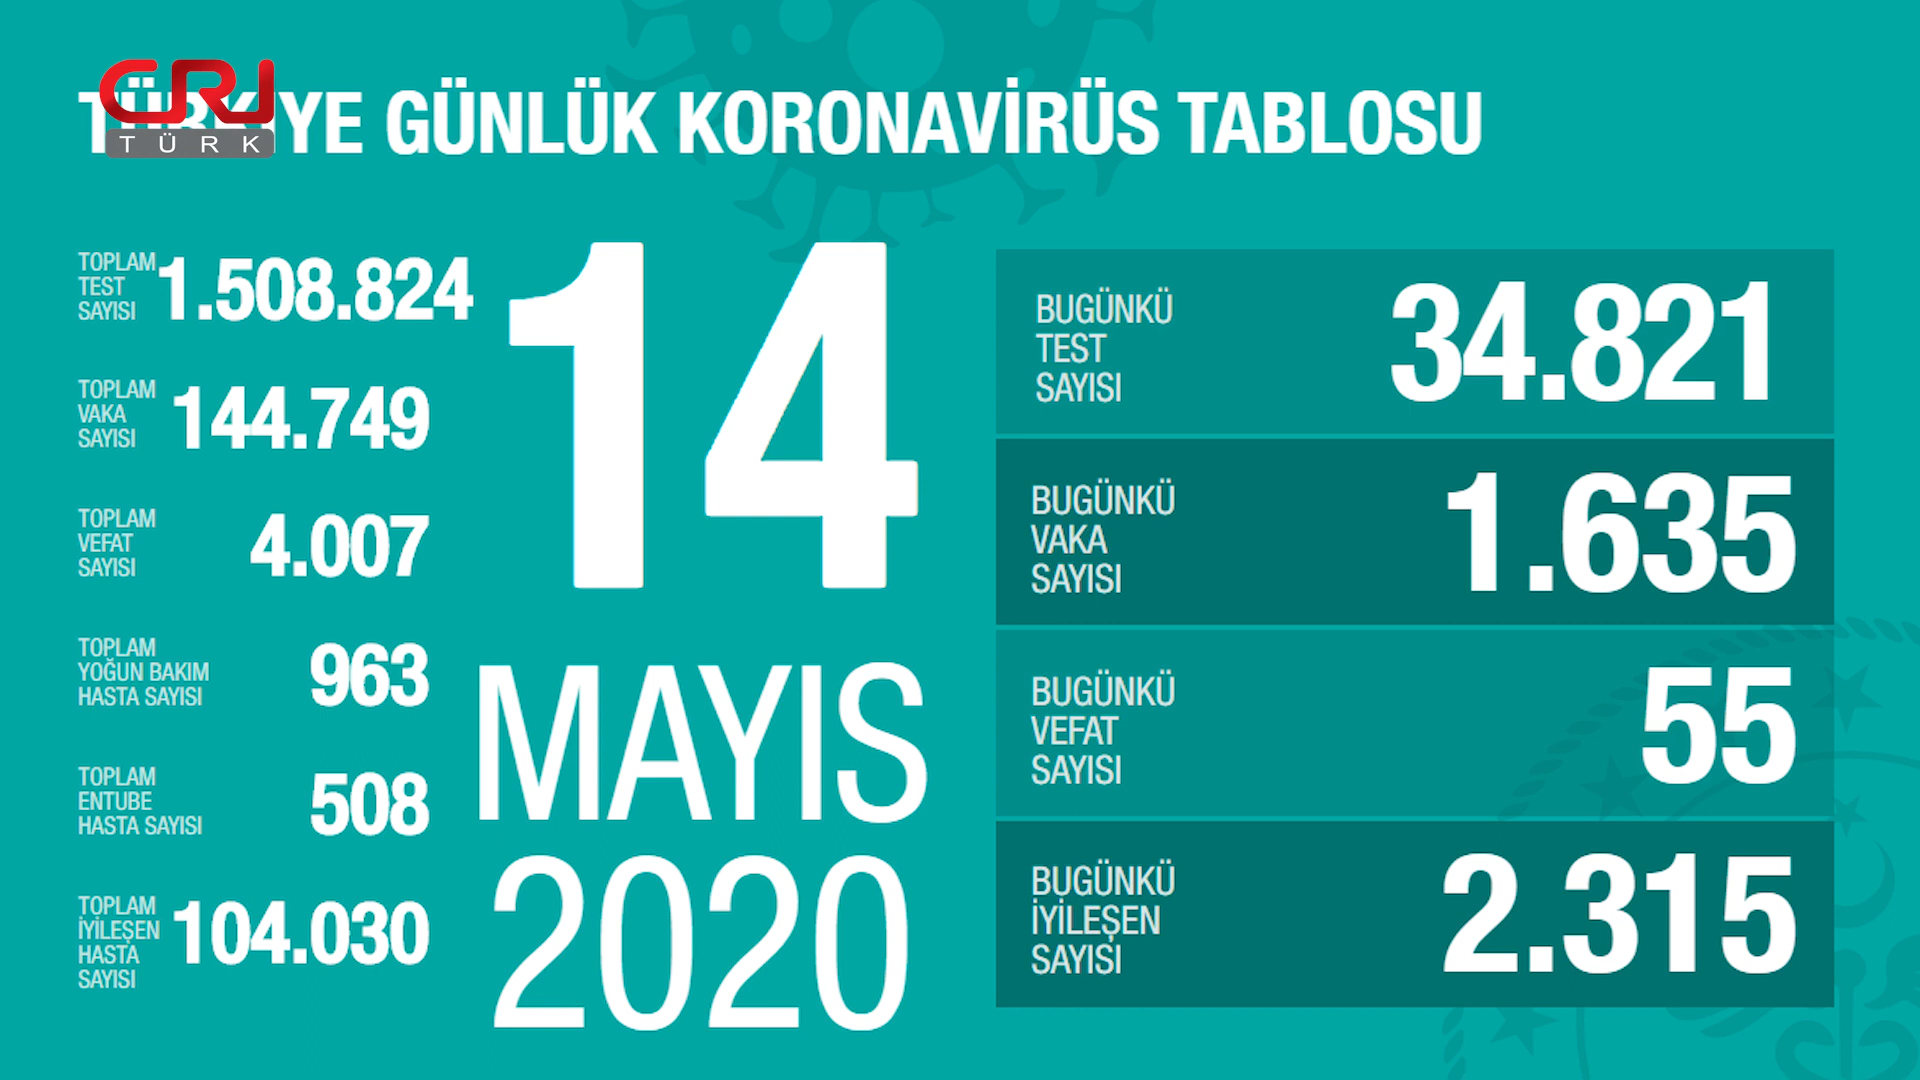 CRI
TÜRK
TÜRKİYE GÜNLÜK KORONAVİRÜS TABLOSU
TOPLAM
TEST
SAYISI
1.508.824
TOPLAM
VAKA
SAYISI
144.749
TOPLAM
VEFAT
SAYISI
4.007
TOPLAM
YOĞUN BAKIM
HASTA SAYISI
963
TOPLAM
ENTUBE
HASTA SAYISI
508
TOPLAM
İYİLEŞEN
HASTA
SAYISI
104.030
14
MAYIS
2020
BUGÜNKÜ
TEST
SAYISI
34.821
BUGÜNKÜ
VAKA
SAYISI
1.635
BUGÜNKÜ
VEFAT
SAYISI
55
BUGÜNKÜ
İYİLEŞEN
SAYISI
2.315